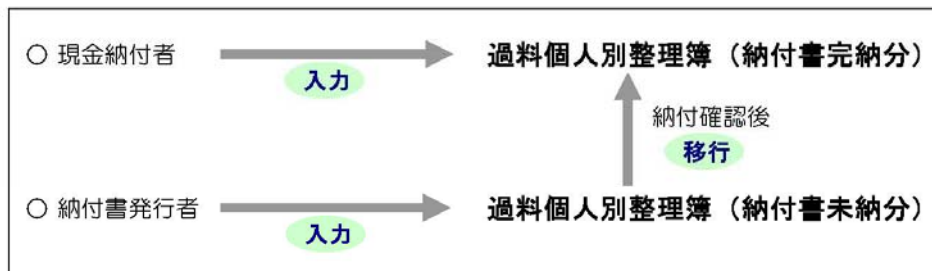 ○ 現金納付者
入力
過料個人別整理簿（納付書完納分）
納付確認後
移行
○ 納付書発行者
入力
過料個人別整理簿（納付書未納分）